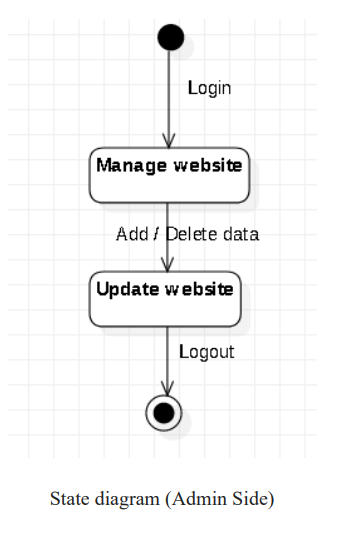 Login
Manage website
Add / Delete data
Update website
Logout
State diagram (Admin Side)